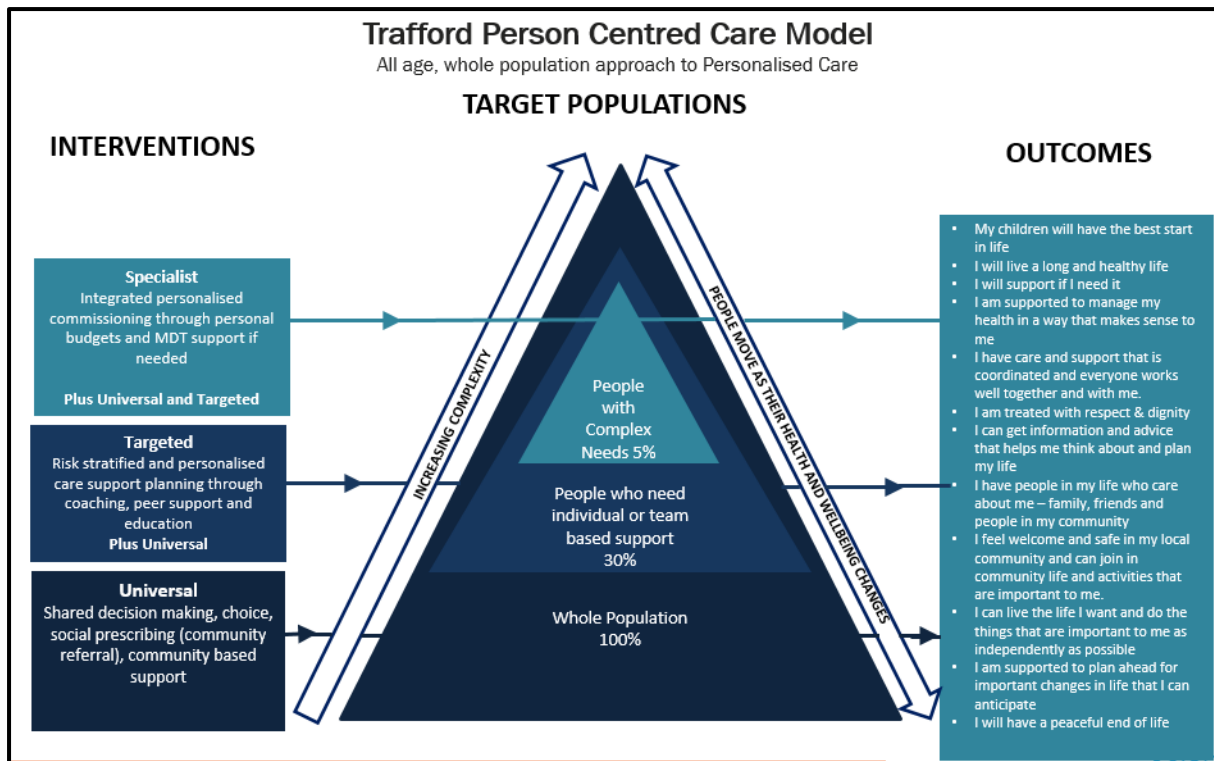 Trafford Person Centred Care Model
All age, whole population approach to Personalised Care
TARGET POPULATIONS
INTERVENTIONS
OUTCOMES
Specialist
Integrated personalised
commissioning through personal
budgets and MDT support if
needed
Plus Universal and Targeted
Targeted
Risk stratified and personalised
care support planning through
coaching, peer support and
education
Plus Universal
Universal
Shared decision making, choice,
social prescribing (community
referral), community based
support
INCREASING COMPLEXITY
People
with
Complex
Needs 5%
People who need
individual or team
based support
30%
Whole Population
100%
PEOPLE MOVE AS THEIR HEALTH AND WELLBEING CHANGES
▪ My children will have the best start
in life
▪ I will live a long and healthy life
▪ I will support if I need it
▪ I am supported to manage my
health in a way that makes sense to
me
▪ I have care and support that is
coordinated and everyone works
well together and with me.
▪ I am treated with respect & dignity
▪ I can get information and advice
that helps me think about and plan
my life
▪ I have people in my life who care
about me – family, friends and
people in my community
▪ I feel welcome and safe in my local
community and can join in
community life and activities that
are important to me.
▪ I can live the life I want and do the
things that are important to me as
independently as possible
▪ I am supported to plan ahead for
important changes in life that I can
anticipate
▪ I will have a peaceful end of life